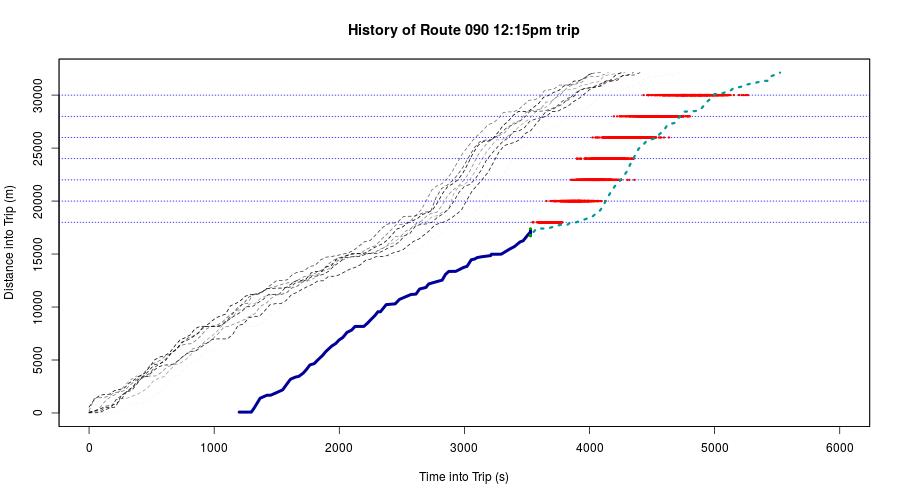 History of Route 090 12:15pm trip
Distance into Trip (m)
30000
25000
20000
15000
10000
5000
0
0 1000 2000 3000 4000 5000 6000
Time into Trip (s)